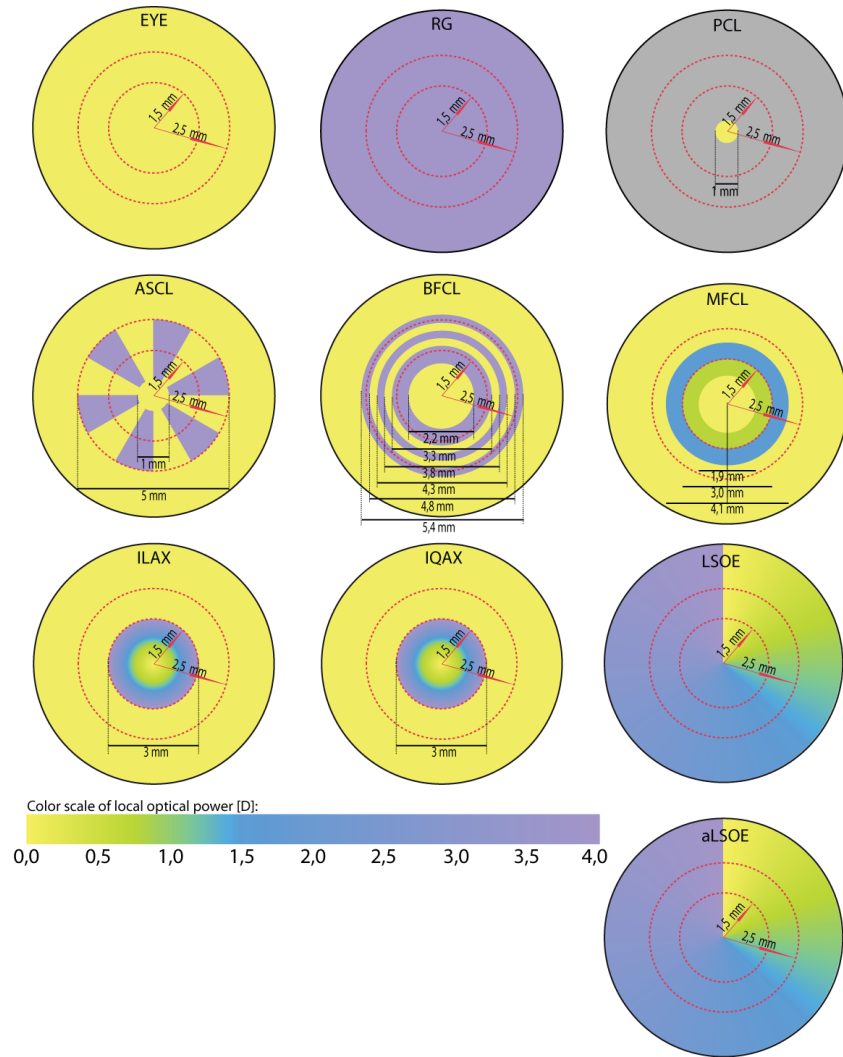 EYE
1,5 mm
2,5 mm
RG
1,5 mm
2,5 mm
PCL
1,5 mm
2,5 mm
1 mm
ASCL
1,5 mm
2,5 mm
1 mm
5 mm
BFCL
1,5 mm
2,5 mm
2,2 mm
3,3 mm
3,8 mm
4,3 mm
4,8 mm
5,4 mm
MFCL
1,5 mm
2,5 mm
1,9 mm
3,0 mm
4,1 mm
ILAX
1,5 mm
2,5 mm
3 mm
IQAX
1,5 mm
2,5 mm
3 mm
LSOE
1,5 mm
2,5 mm
Color scale of local optical power [D]:
0,0 0,5 1,0 1,5 2,0 2,5 3,0 3,5 4,0
aLSOE
1,5 mm
2,5 mm